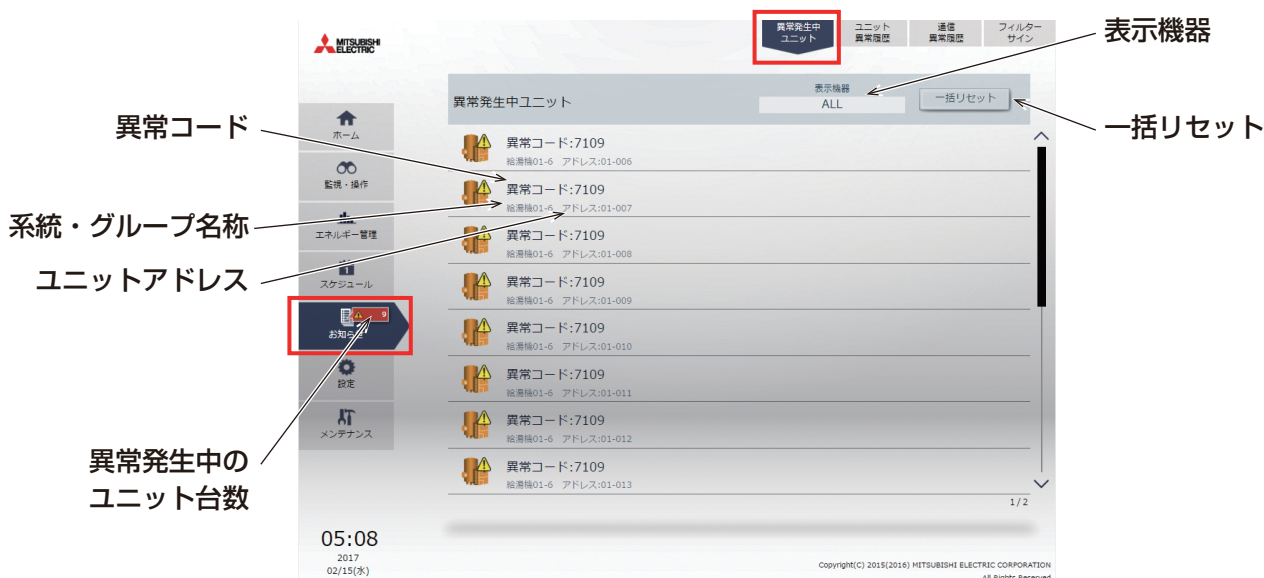 MITSUBISHI
ELECTRIC
異常発生中
ユニット
ユニット
異常履歴
通信
異常履歴
フィルター
サイン
表示機器
異常発生中ユニット
表示機器
ALL
一括リセット
一括リセット
異常コード
系統・グループ名称
ユニットアドレス
異常発生中の
ユニット台数
ホーム
監視・操作
エネルギー管理
1
スケジュール
9
お知らせ
設定
メンテナンス
異常コード:7109
給湯機01-6 アドレス:01-006
異常コード:7109
給湯機01-6 アドレス:01-007
異常コード:7109
給湯機01-6 アドレス:01-008
異常コード:7109
給湯機01-6 アドレス:01-009
異常コード:7109
給湯機01-6 アドレス:01-010
異常コード:7109
給湯機01-6 アドレス:01-011
異常コード:7109
給湯機01-6 アドレス:01-012
異常コード:7109
給湯機01-6 アドレス:01-013
1/2
05:08
2017
02/15(水)
Copyright(C) 2015(2016) MITSUBISHI ELECTRIC CORPORATION
All Rights Reserved